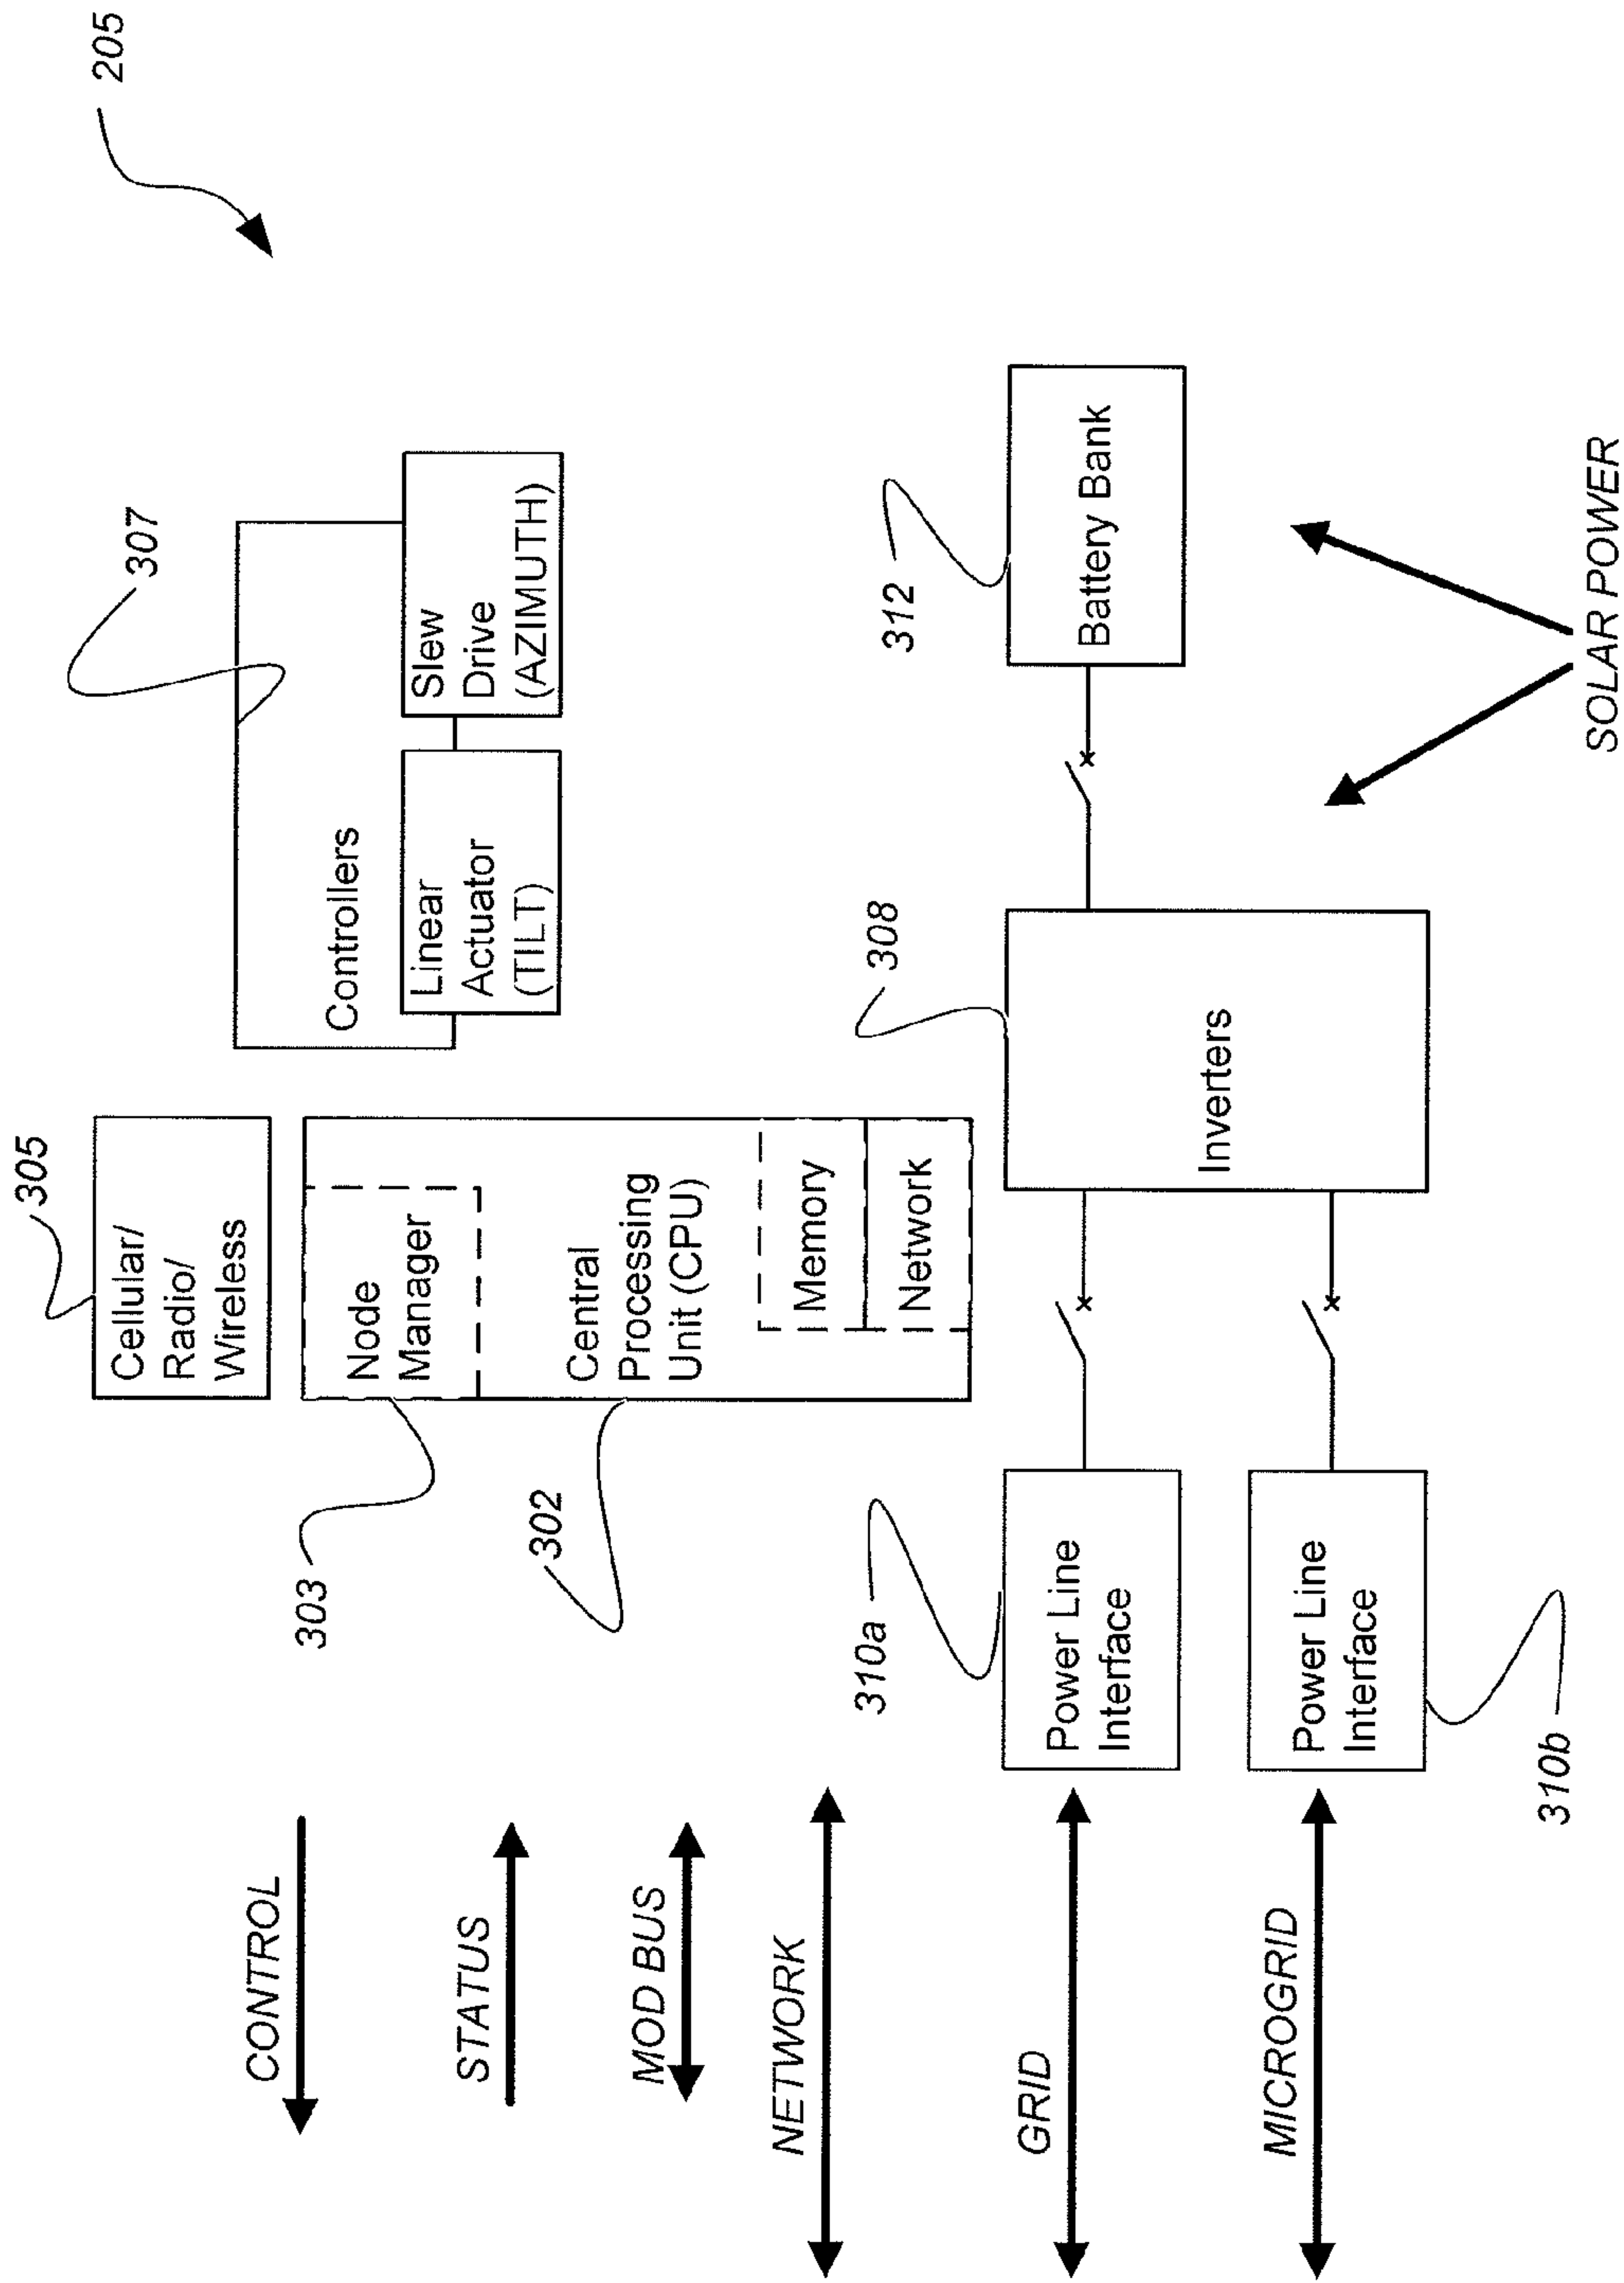 205
305
Cellular/
Radio/
Wireless
307
Controllers
Linear
Actuator
(TILT)
Slew
Drive
(AZIMUTH)
303
Node
Manager
302
Central
Processing
Unit (CPU)
Memory
Network
CONTROL
STATUS
MOD BUS
NETWORK
GRID
MICROGRID
310a
Power Line
Interface
310b
Power Line
Interface
308
Inverters
312
Battery Bank
SOLAR POWER